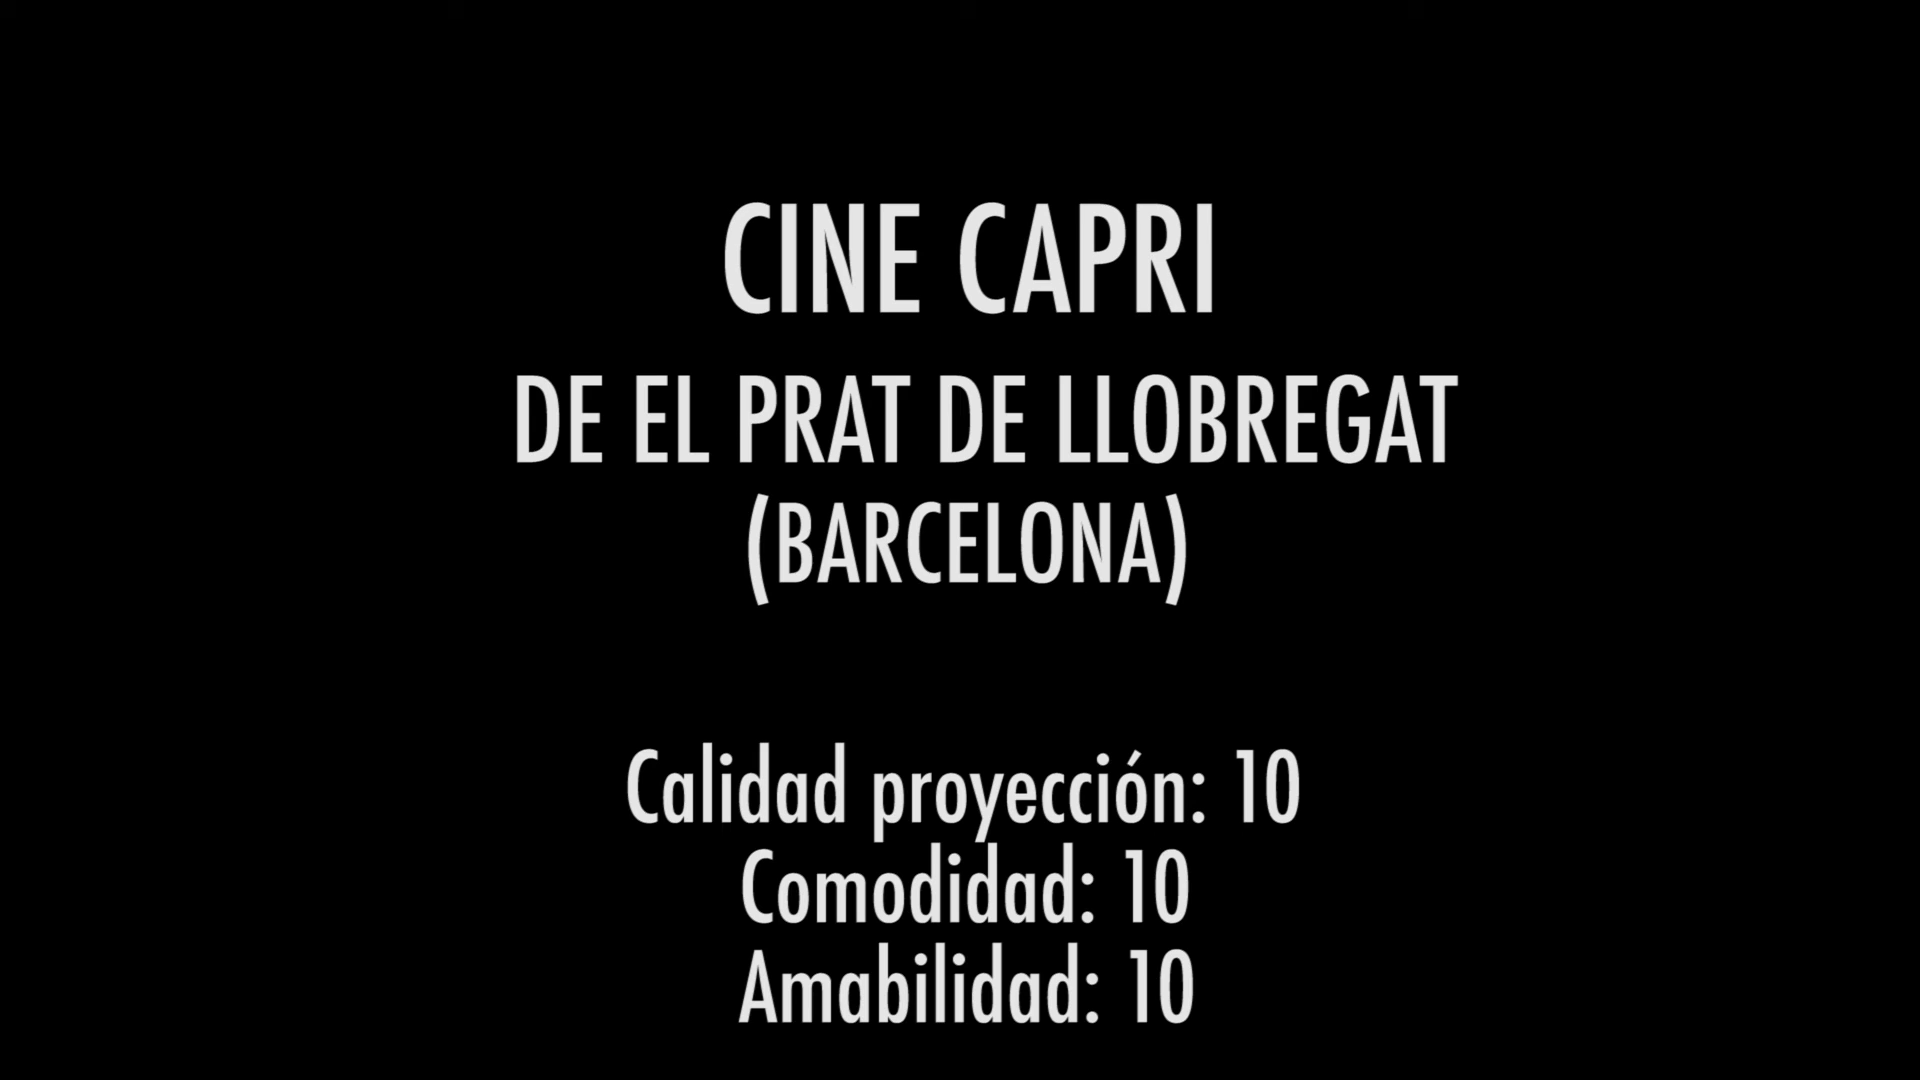 CINE CAPRI
DE EL PRAT DE LLOBREGAT
(BARCELONA)
Calidad proyección: 10
Comodidad: 10
Amabilidad: 10